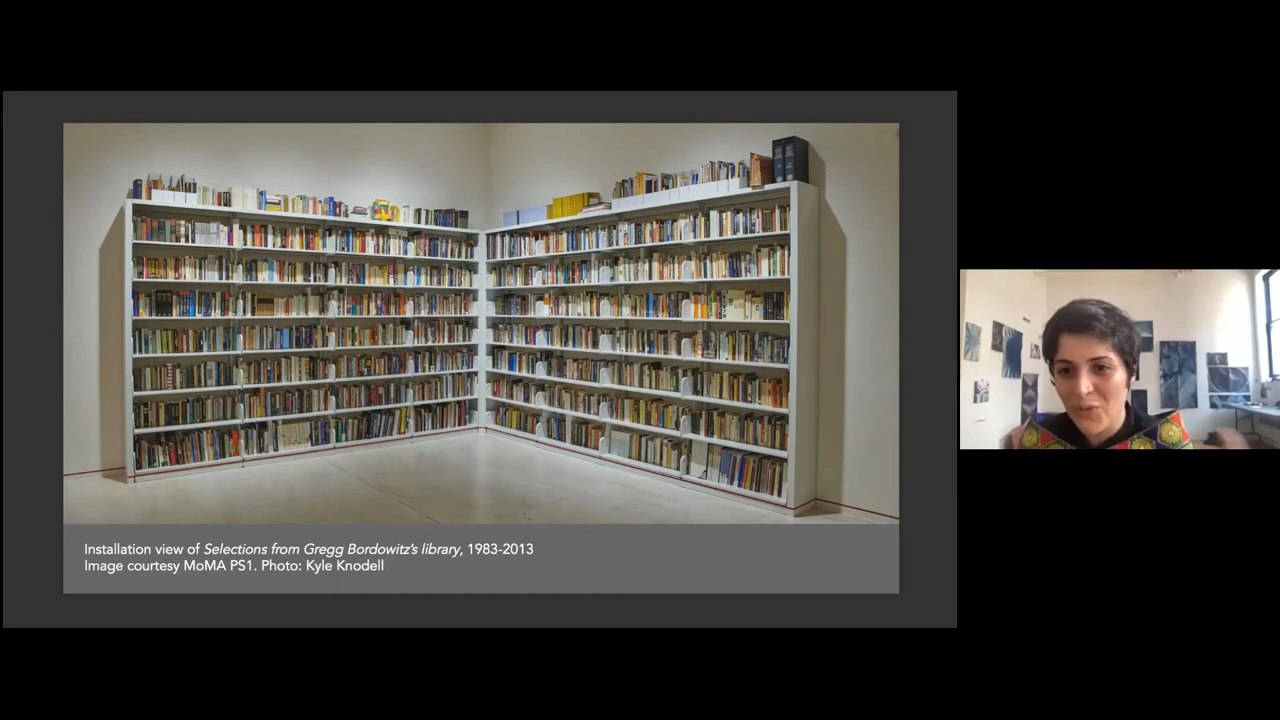 Installation view of Selections from Gregg Bordowitz's library, 1983-2013
Image courtesy MoMA PS1. Photo: Kyle Knodell